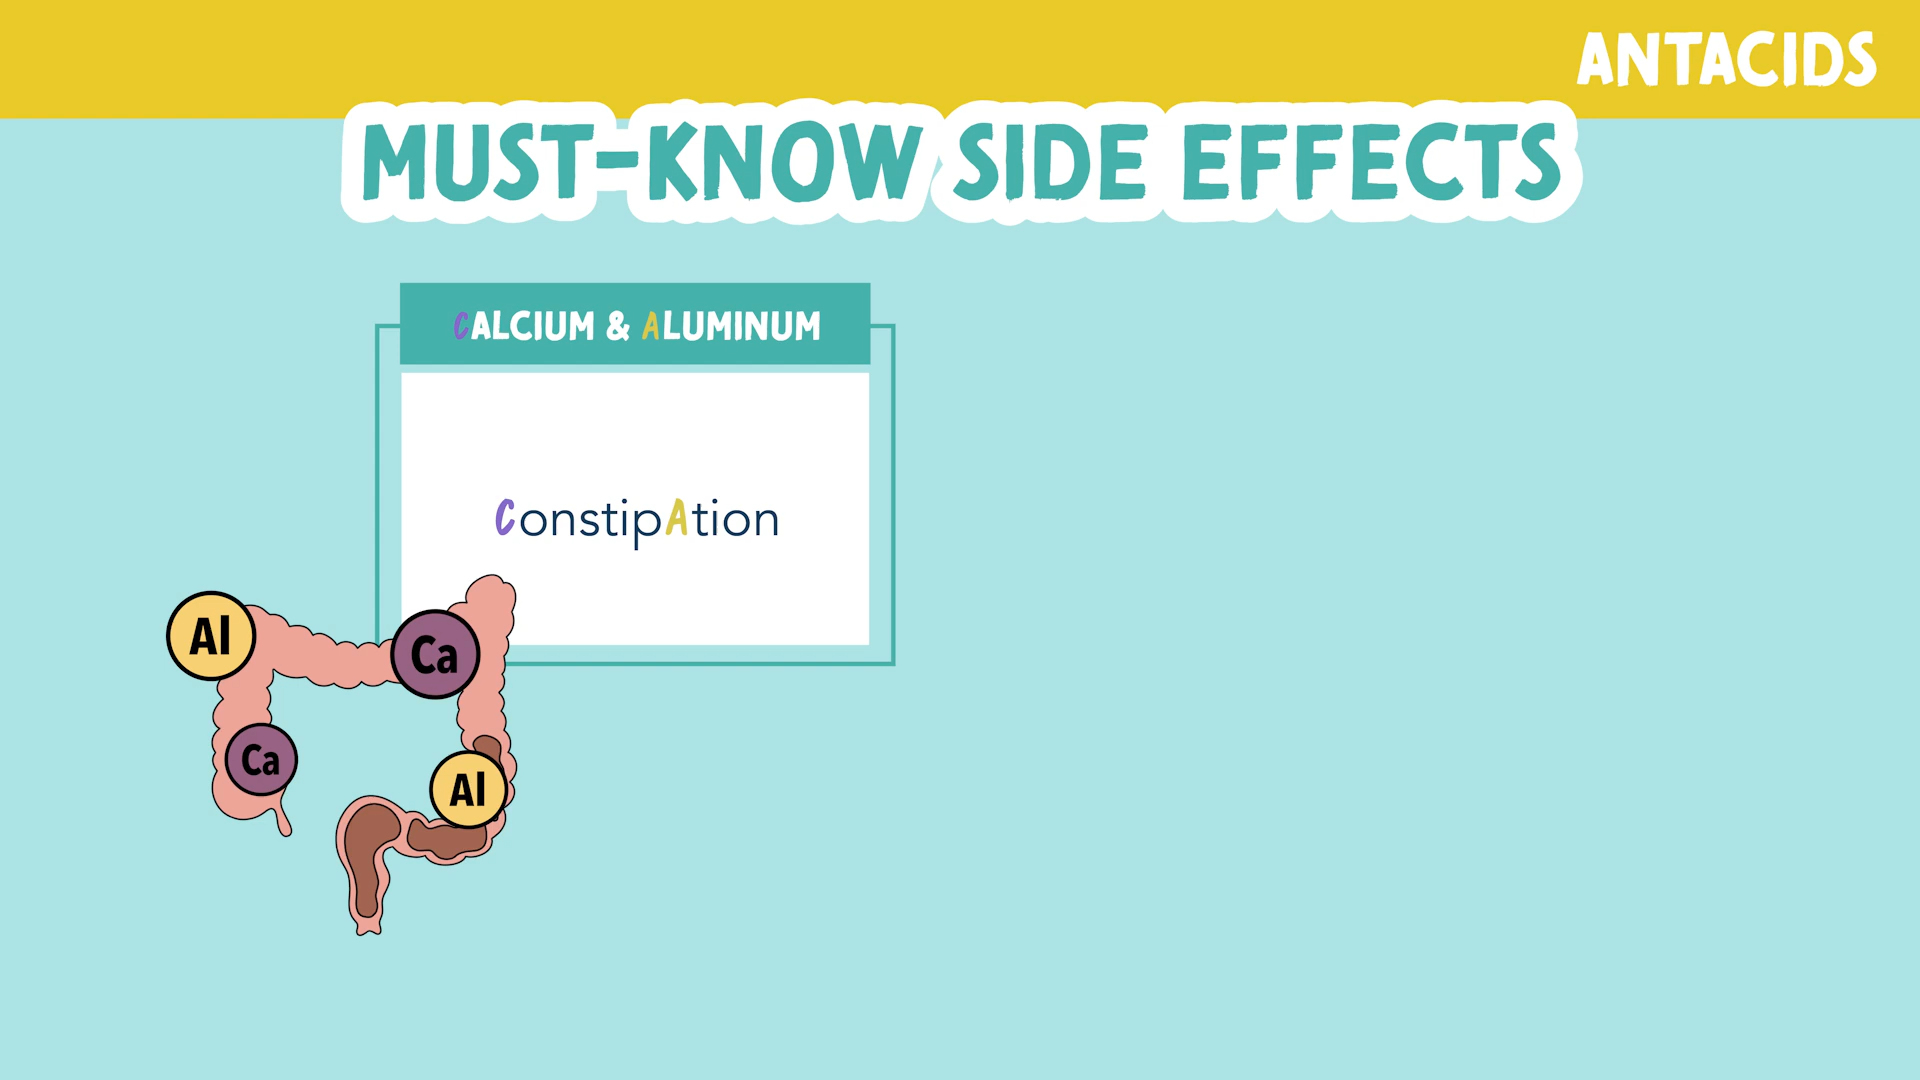 ANTACIDS
MUST-KNOW SIDE EFFECTS
CALCIUM & ALUMINUM
ConstipAtion
Al
Ca
Ca
Al